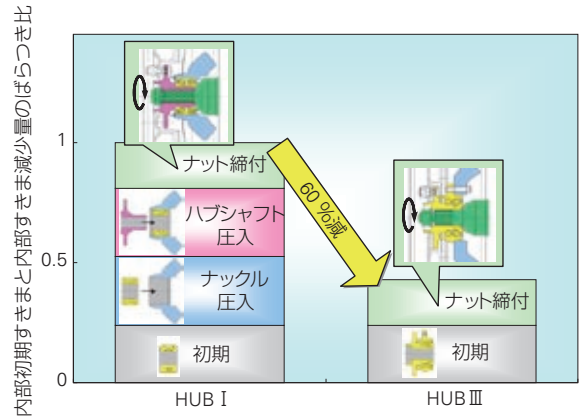 内部初期すきまと内部すきま減少量のばらつき比
1
0.5
0
ナット締付
ハブシャフト
圧入
ナックル
圧入
初期
60 %減
ナット締付
初期
HUB Ⅰ
HUB Ⅲ